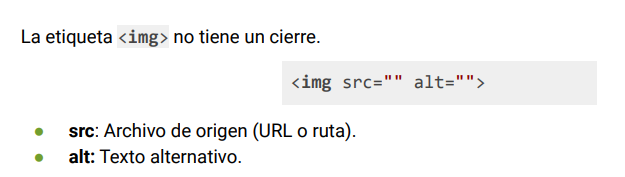 La etiqueta <img> no tiene un cierre.
<img src="" alt="">
● src: Archivo de origen (URL o ruta).
● alt: Texto alternativo.